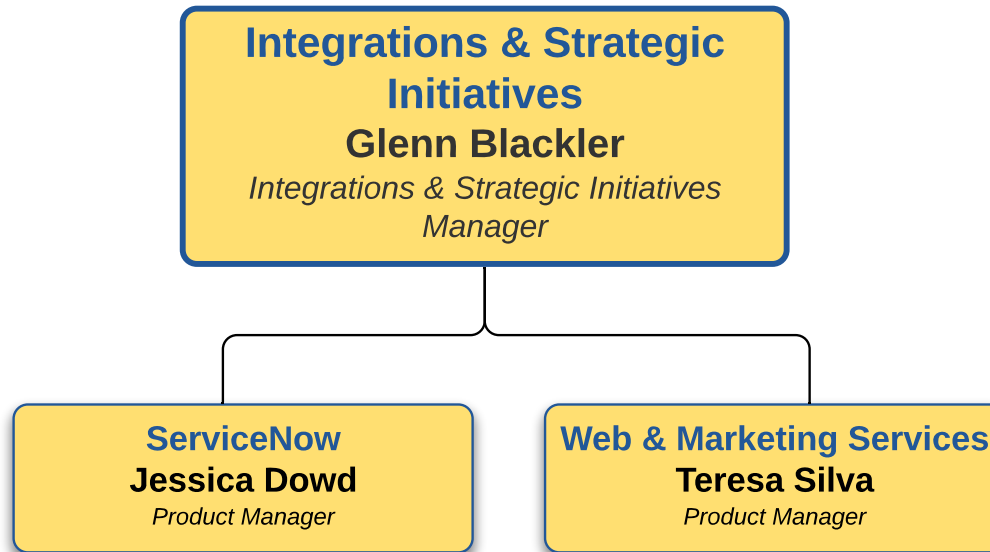 Integrations & Strategic
Initiatives
Glenn Blackler
Integrations & Strategic Initiatives
Manager
ServiceNow
Jessica Dowd
Product Manager
Web & Marketing Services
Teresa Silva
Product Manager